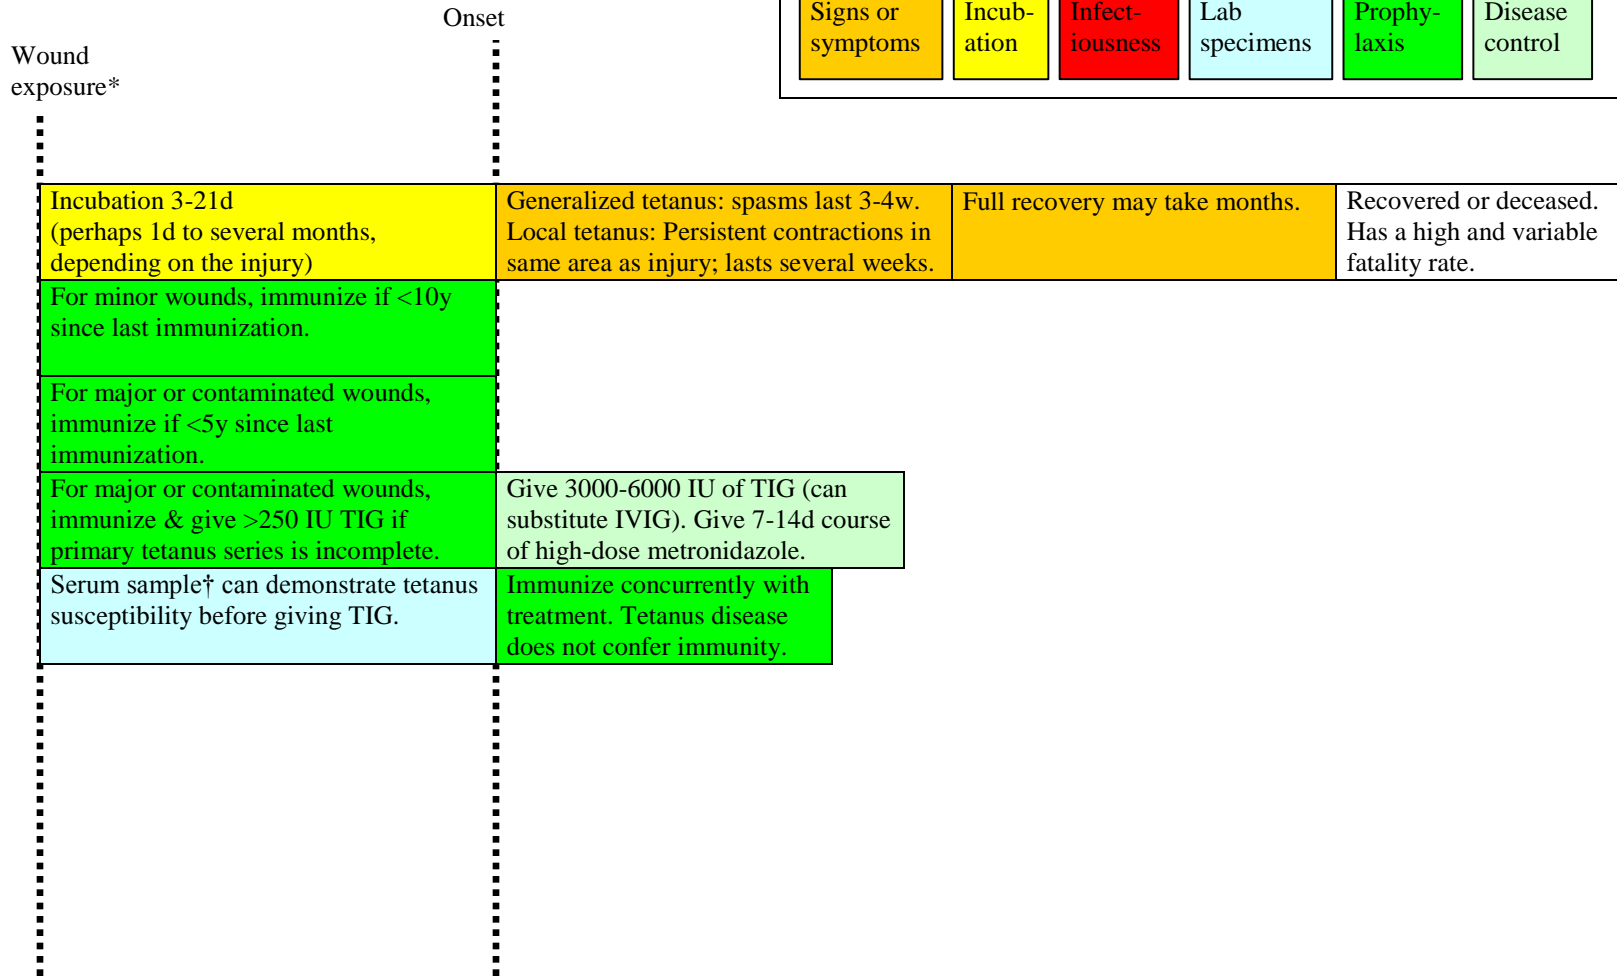 Onset
Wound
exposure*
Signs or
symptoms
Incub-
ation
Infect-
iousness
Lab
specimens
Prophy-
laxis
Disease
control
Incubation 3-21d
(perhaps 1d to several months,
depending on the injury)
Generalized tetanus: spasms last 3-4w.
Local tetanus: Persistent contractions in
same area as injury; lasts several weeks.
Full recovery may take months.
Recovered or deceased.
Has a high and variable
fatality rate.
For minor wounds, immunize if <10y
since last immunization.
For major or contaminated wounds,
immunize if <5y since last
immunization.
For major or contaminated wounds,
immunize & give >250 IU TIG if
primary tetanus series is incomplete.
Give 3000-6000 IU of TIG (can
substitute IVIG). Give 7-14d course
of high-dose metronidazole.
Serum sample† can demonstrate tetanus
susceptibility before giving TIG.
Immunize concurrently with
treatment. Tetanus disease
does not confer immunity.